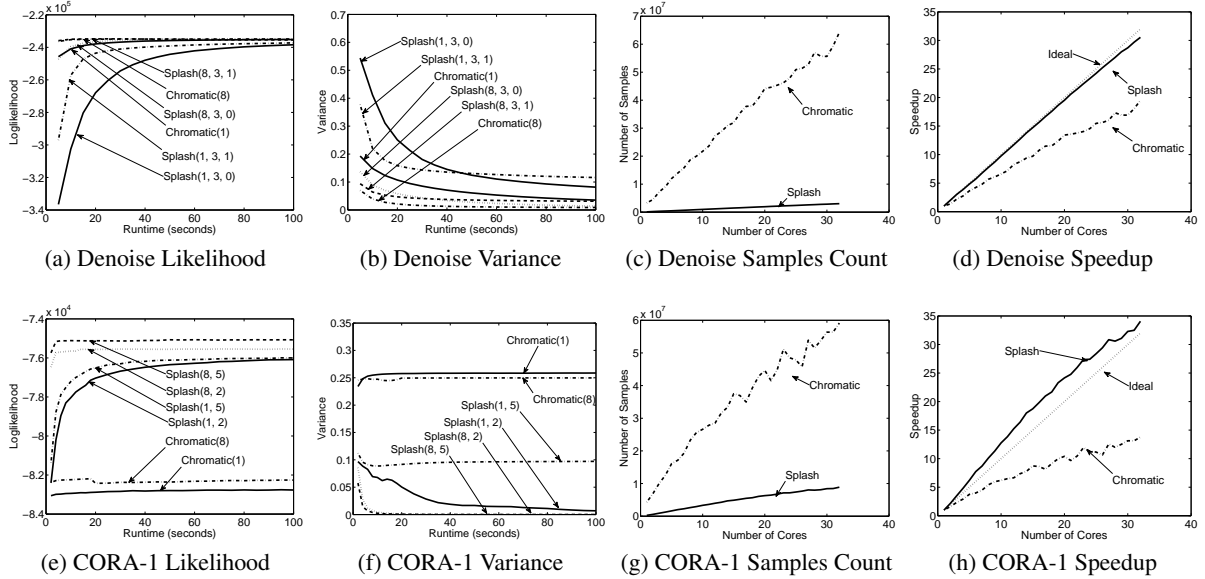 x 10^5
-2.2
-2.4
-2.6
-2.8
-3
-3.2
-3.4
Loglikelihood
Splash(8, 3, 1)
Chromatic(8)
Splash(8, 3, 0)
Chromatic(1)
Splash(1, 3, 1)
Splash(1, 3, 0)
0 20 40 60 80 100
Runtime (seconds)
(a) Denoise Likelihood
0.7
0.6
0.5
0.4
0.3
0.2
0.1
0
Variance
Splash(1, 3, 0)
Splash(1, 3, 1)
Chromatic(1)
Splash(8, 3, 0)
Splash(8, 3, 1)
Chromatic(8)
0 20 40 60 80 100
Runtime (seconds)
(b) Denoise Variance
x 10^7
7
6
5
4
3
2
1
0
Number of Samples
Chromatic
Splash
0 10 20 30 40
Number of Cores
(c) Denoise Samples Count
35
30
25
20
15
10
5
0
Speedup
Ideal
Splash
Chromatic
0 10 20 30 40
Number of Cores
(d) Denoise Speedup
x 10^4
-7.4
-7.6
-7.8
-8
-8.2
-8.4
Loglikelihood
Splash(8, 5)
Splash(8, 2)
Splash(1, 5)
Splash(1, 2)
Chromatic(8)
Chromatic(1)
0 20 40 60 80 100
Runtime (seconds)
(e) CORA-1 Likelihood
0.35
0.3
0.25
0.2
0.15
0.1
0.05
0
Variance
Chromatic(1)
Chromatic(8)
Splash(1, 5)
Splash(1, 2)
Splash(8, 2)
Splash(8, 5)
0 20 40 60 80 100
Runtime (seconds)
(f) CORA-1 Variance
x 10^7
6
5
4
3
2
1
0
Number of Samples
Chromatic
Splash
0 10 20 30 40
Number of Cores
(g) CORA-1 Samples Count
35
30
25
20
15
10
5
0
Speedup
Splash
Ideal
Chromatic
0 10 20 30 40
Number of Cores
(h) CORA-1 Speedup